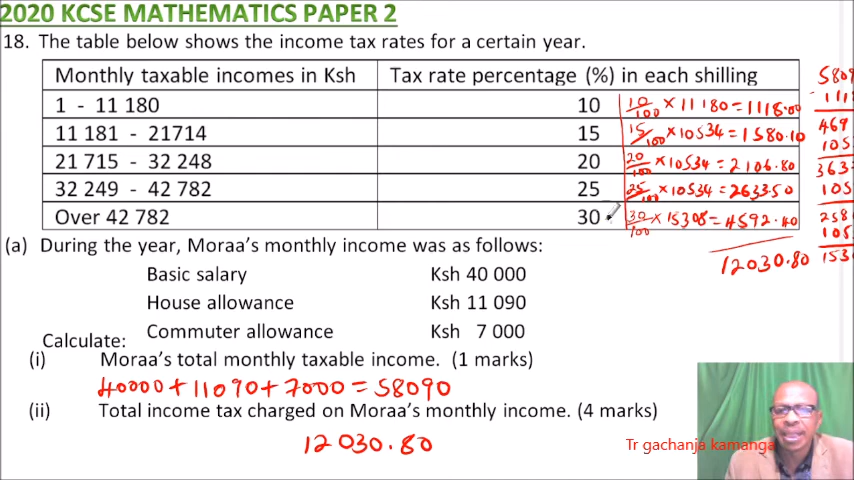 2020 KCSE MATHEMATICS PAPER 2
18. The table below shows the income tax rates for a certain year.
Monthly taxable incomes in Ksh Tax rate percentage (%) in each shilling
1 - 11 180 10 10/100 × 11180 = 1118.00
11 181 - 21714 15 15/100 × 10534 = 1580.10
21 715 - 32 248 20 20/100 × 10534 = 2106.80
32 249 - 42 782 25 25/100 × 10534 = 2633.50
Over 42 782 30 30/100 × 15308 = 4592.40
12030.80
(a) During the year, Moraa's monthly income was as follows:
Basic salary Ksh 40 000
House allowance Ksh 11 090
Commuter allowance Ksh 7 000
Calculate:
(i) Moraa's total monthly taxable income. (1 marks)
40000 + 11090 + 7000 = 58090
(ii) Total income tax charged on Moraa's monthly income. (4 marks)
12030.80
Tr gachanja kamanga